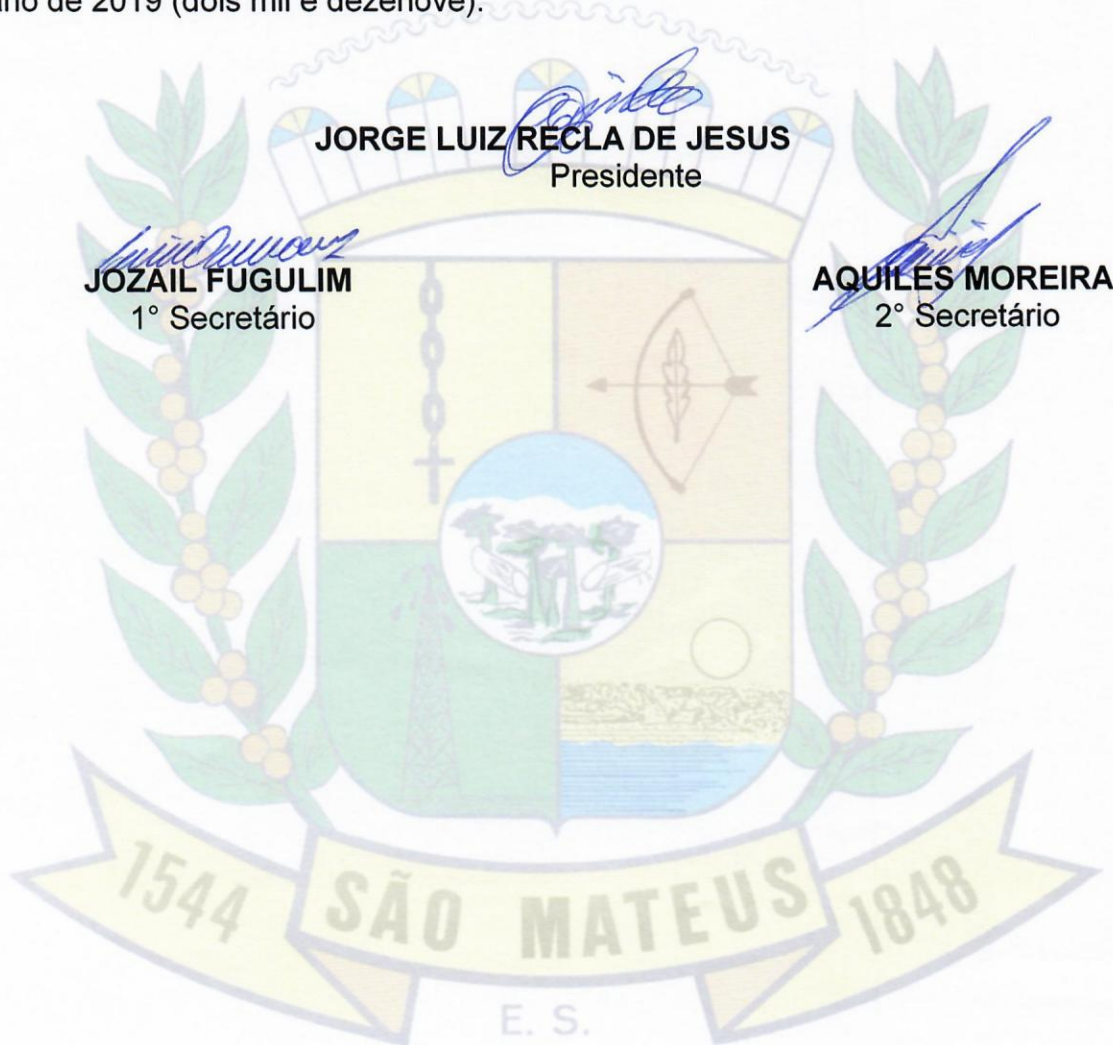 ano de 2019 (dois mil e dezenove).
JORGE LUIZ RECLA DE JESUS
Presidente
JOZAIL FUGULIM
1° Secretário
AQUILES MOREIRA
2° Secretário
1544 SÃO MATEUS 1848
E. S.